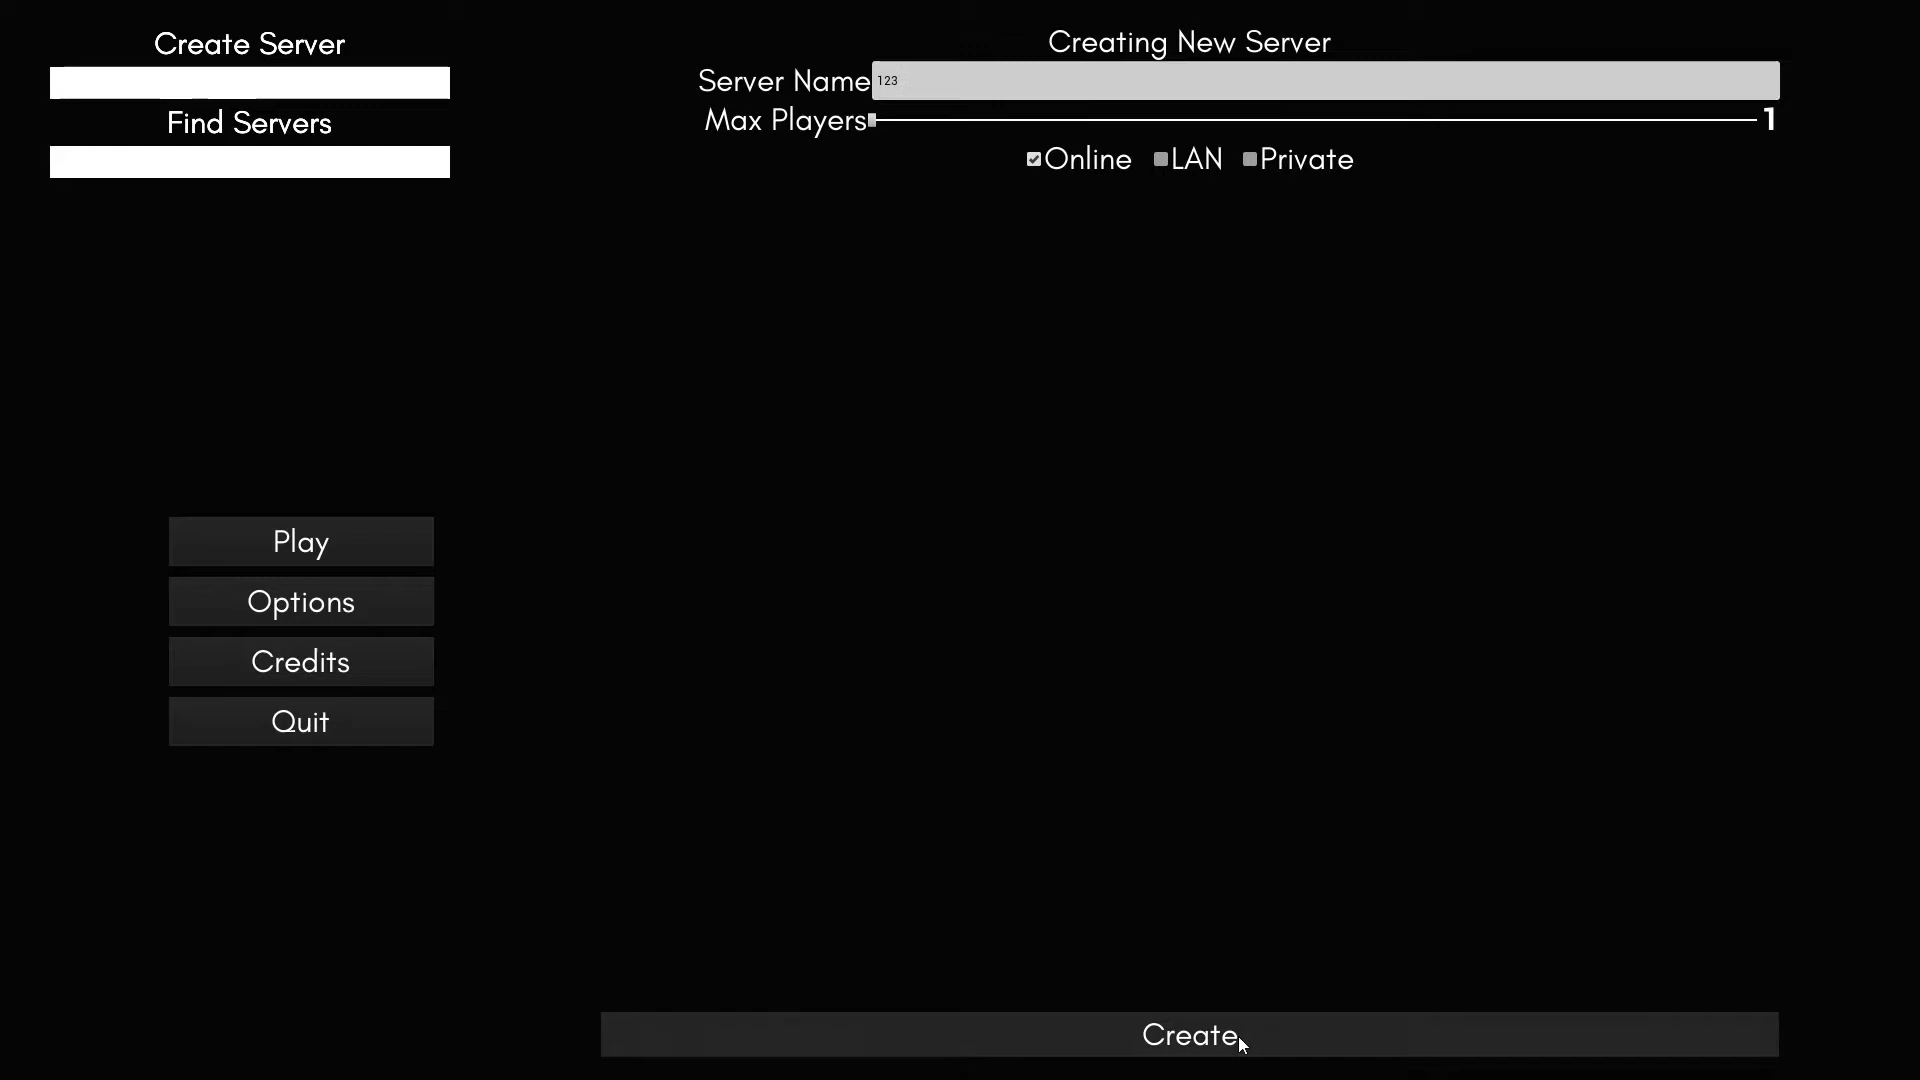 Create Server
Find Servers
Creating New Server
Server Name 123
Max Players 1
Online LAN Private
Play
Options
Credits
Quit
Create